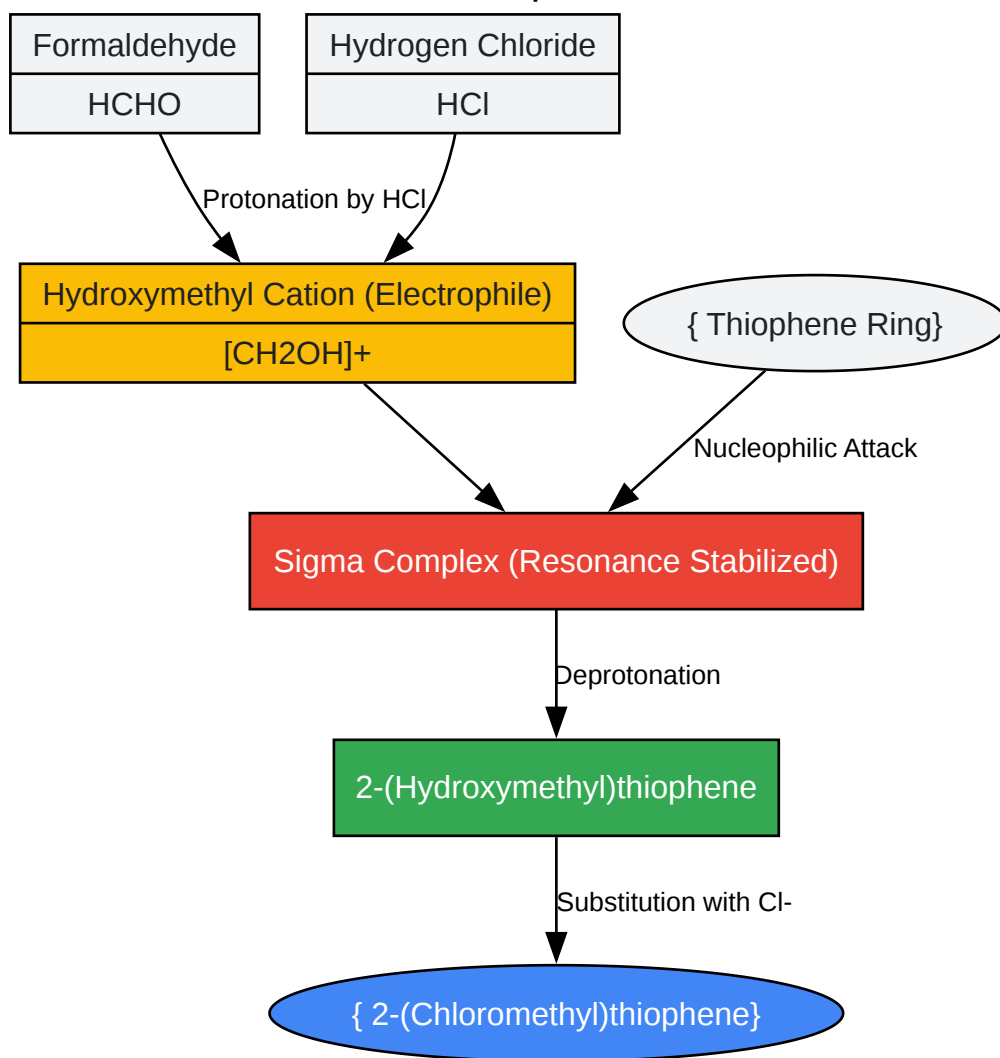 Formaldehyde
Hydrogen Chloride
HCHO
HCl
Protonation by HCl
Hydroxymethyl Cation (Electrophile)
{ Thiophene Ring}
[CH2OH]+
Nucleophilic Attack
Sigma Complex (Resonance Stabilized)
Deprotonation
2-(Hydroxymethyl)thiophene
Substitution with Cl-
{ 2-(Chloromethyl)thiophene}